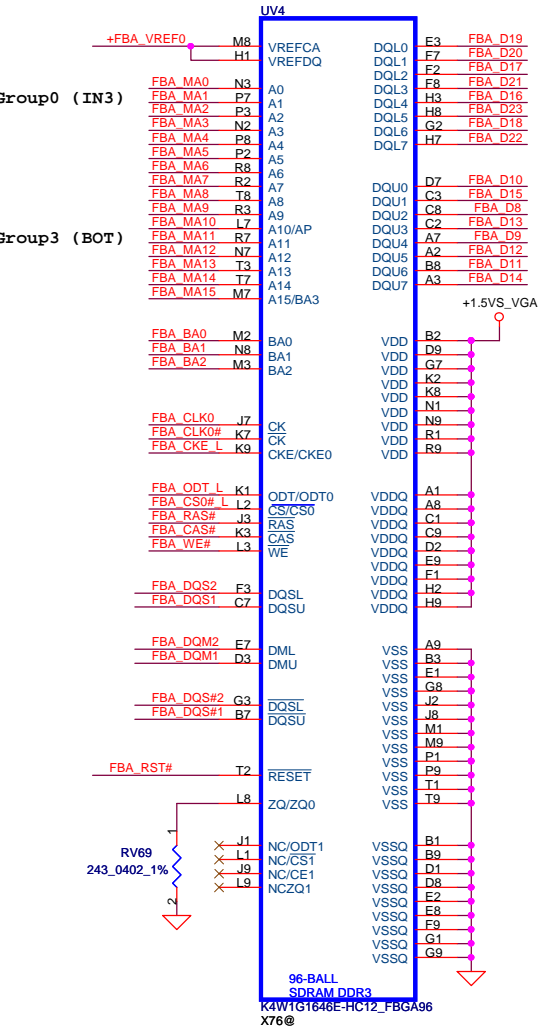 UV4
+FBA_VREF0 M8 VREFCA DQL0 E3 FBA_D19
H1 VREFDQ DQL1 F7 FBA_D20
DQL2 F2 FBA_D17
FBA_MA0 N3 A0 DQL3 F8 FBA_D21
Group0 (IN3) FBA_MA1 P7 A1 DQL4 H3 FBA_D16
FBA_MA2 P3 A2 DQL5 H8 FBA_D23
FBA_MA3 N2 A3 DQL6 G2 FBA_D18
FBA_MA4 P8 A4 DQL7 H7 FBA_D22
FBA_MA5 P2 A5
FBA_MA6 R8 A6
FBA_MA7 R2 A7 DQU0 D7 FBA_D10
FBA_MA8 T8 A8 DQU1 C3 FBA_D15
FBA_MA9 R3 A9 DQU2 C8 FBA_D8
FBA_MA10 L7 A10/AP DQU3 C2 FBA_D13
Group3 (BOT) FBA_MA11 R7 A11 DQU4 A7 FBA_D9
FBA_MA12 N7 A12 DQU5 A2 FBA_D12
FBA_MA13 T3 A13 DQU6 B8 FBA_D11
FBA_MA14 T7 A14 DQU7 A3 FBA_D14
FBA_MA15 M7 A15/BA3
+1.5VS_VGA
FBA_BA0 M2 BA0 VDD B2
FBA_BA1 N8 BA1 VDD D9
FBA_BA2 M3 BA2 VDD G7
VDD K2
VDD K8
VDD N1
FBA_CLK0 J7 CK VDD N9
FBA_CLK0# K7 CK VDD R1
FBA_CKE_L K9 CKE/CKE0 VDD R9
FBA_ODT_L K1 ODT/ODT0 VDDQ A1
FBA_CS0#_L L2 CS/CS0 VDDQ A8
FBA_RAS# J3 RAS VDDQ C1
FBA_CAS# K3 CAS VDDQ C9
FBA_WE# L3 WE VDDQ D2
VDDQ E9
VDDQ F1
FBA_DQS2 F3 DQSL VDDQ H2
FBA_DQS1 C7 DQSU VDDQ H9
FBA_DQM2 E7 DML VSS A9
FBA_DQM1 D3 DMU VSS B3
VSS E1
VSS G8
FBA_DQS#2 G3 DQSL VSS J2
FBA_DQS#1 B7 DQSU VSS J8
VSS M1
VSS M9
VSS P1
FBA_RST# T2 RESET VSS P9
VSS T1
L8 ZQ/ZQ0 VSS T9
1
J1 NC/ODT1 VSSQ B1
RV69 L1 NC/CS1 VSSQ B9
243_0402_1% J9 NC/CE1 VSSQ D1
L9 NCZQ1 VSSQ D8
2 VSSQ E2
VSSQ E8
VSSQ F9
VSSQ G1
VSSQ G9
96-BALL
SDRAM DDR3
K4W1G1646E-HC12_FBGA96
X76@